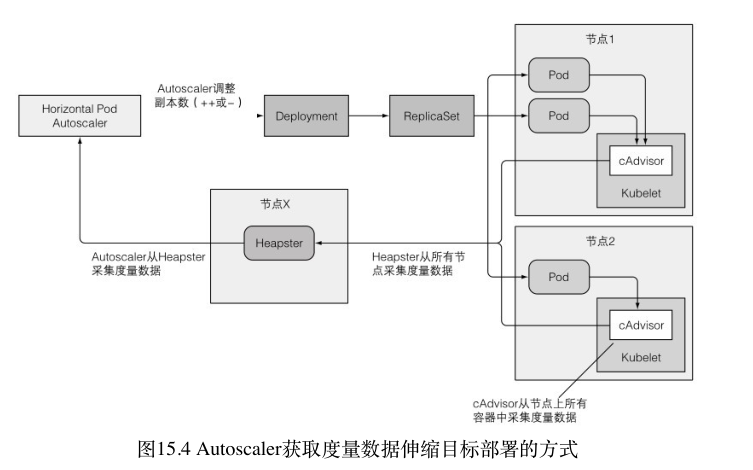 节点1
Pod
Pod
cAdvisor
Kubelet
Autoscaler调整
副本数（++或−）
Horizontal Pod
Autoscaler
Deployment
ReplicaSet
节点X
Heapster
Autoscaler从Heapster
采集度量数据
Heapster从所有节
点采集度量数据
节点2
Pod
cAdvisor
Kubelet
cAdvisor从节点上所有
容器中采集度量数据
图15.4 Autoscaler获取度量数据伸缩目标部署的方式